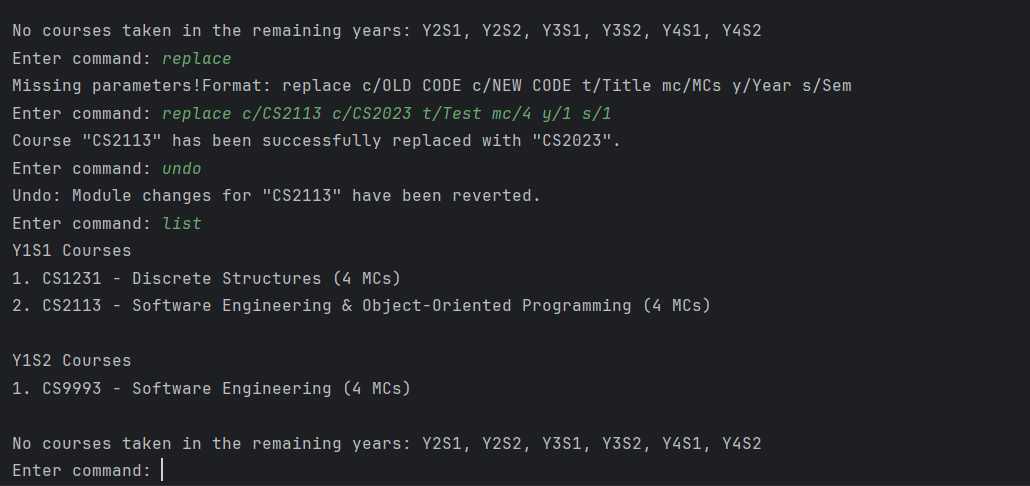 No courses taken in the remaining years: Y2S1, Y2S2, Y3S1, Y3S2, Y4S1, Y4S2
Enter command: replace
Missing parameters!Format: replace c/OLD CODE c/NEW CODE t/Title mc/MCs y/Year s/Sem
Enter command: replace c/CS2113 c/CS2023 t/Test mc/4 y/1 s/1
Course "CS2113" has been successfully replaced with "CS2023".
Enter command: undo
Undo: Module changes for "CS2113" have been reverted.
Enter command: list
Y1S1 Courses
1. CS1231 - Discrete Structures (4 MCs)
2. CS2113 - Software Engineering & Object-Oriented Programming (4 MCs)
Y1S2 Courses
1. CS9993 - Software Engineering (4 MCs)
No courses taken in the remaining years: Y2S1, Y2S2, Y3S1, Y3S2, Y4S1, Y4S2
Enter command: